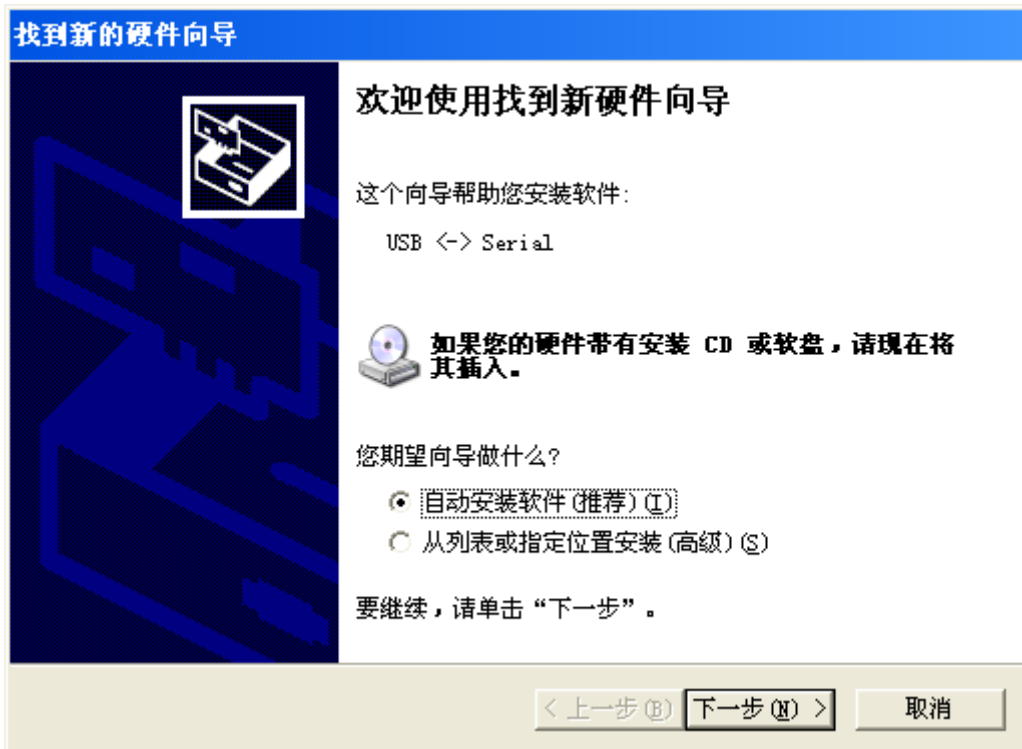 找到新的硬件向导
欢迎使用找到新硬件向导
这个向导帮助您安装软件:
USB <-> Serial
如果您的硬件带有安装 CD 或软盘，请现在将
其插入。
您期望向导做什么?
自动安装软件(推荐)(I)
从列表或指定位置安装(高级)(S)
要继续，请单击“下一步”。
< 上一步(B) 下一步(N) > 取消